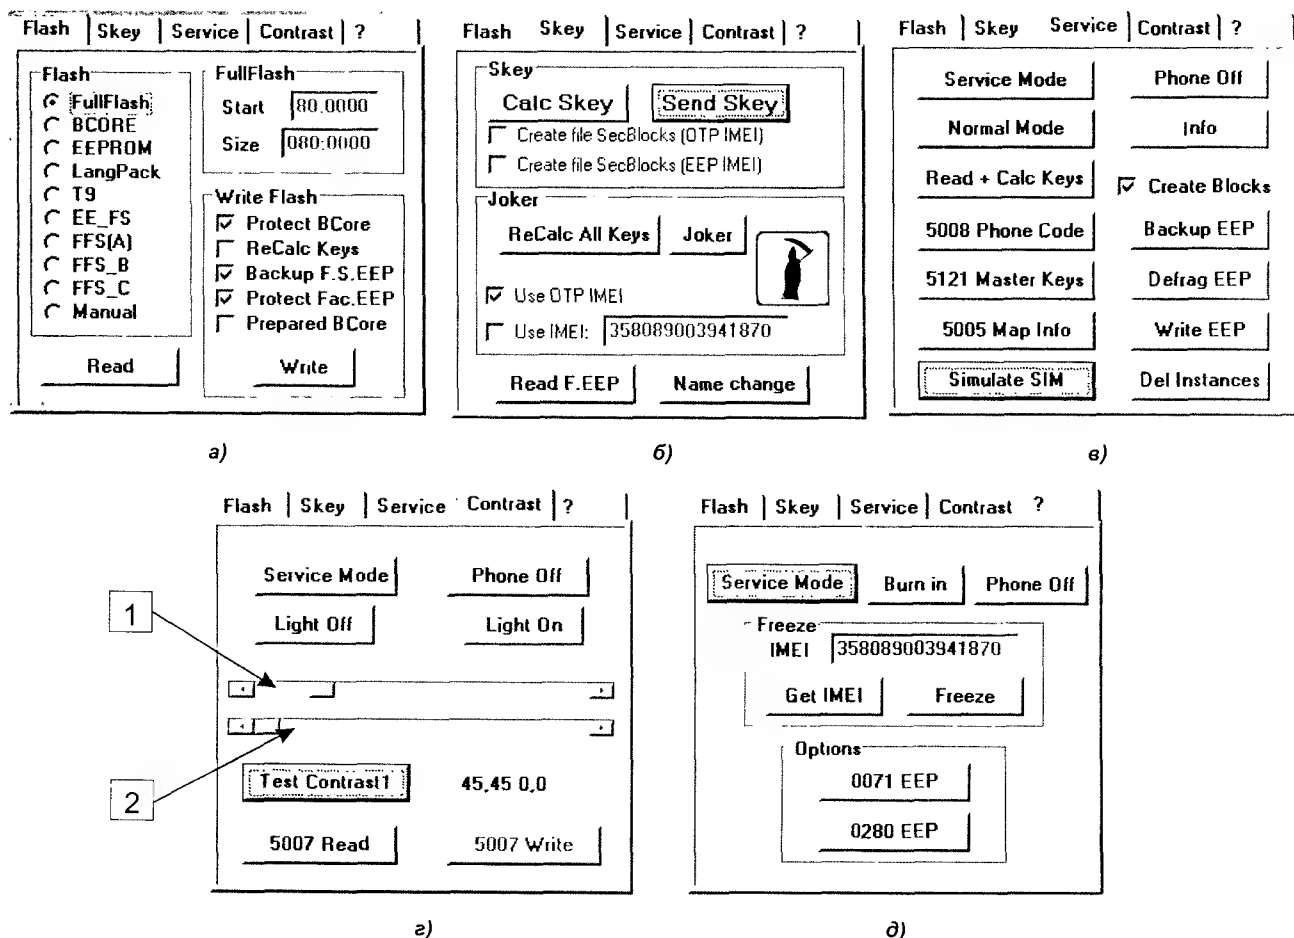 Flash Skey Service Contrast ?
Flash
FullFlash
BCORE
EEPROM
LangPack
T9
EE_FS
FFS(A)
FFS_B
FFS_C
Manual
Read
FullFlash
Start 80.0000
Size 080:0000
Write Flash
Protect BCore
ReCalc Keys
Backup F.S.EEP
Protect Fac.EEP
Prepared BCore
Write
а)
Flash Skey Service Contrast ?
Skey
Calc Skey Send Skey
Create file SecBlocks (OTP IMEI)
Create file SecBlocks (EEP IMEI)
Joker
ReCalc All Keys Joker
Use OTP IMEI
Use IMEI: 358089003941870
Read F.EEP Name change
б)
Flash Skey Service Contrast ?
Service Mode Phone Off
Normal Mode Info
Read + Calc Keys Create Blocks
5008 Phone Code Backup EEP
5121 Master Keys Defrag EEP
5005 Map Info Write EEP
Simulate SIM Del Instances
в)
Flash Skey Service Contrast ?
Service Mode Phone Off
Light Off Light On
1
2
Test Contrast1 45,45 0,0
5007 Read 5007 Write
г)
Flash Skey Service Contrast ?
Service Mode Burn in Phone Off
Freeze
IMEI 358089003941870
Get IMEI Freeze
Options
0071 EEP
0280 EEP
д)